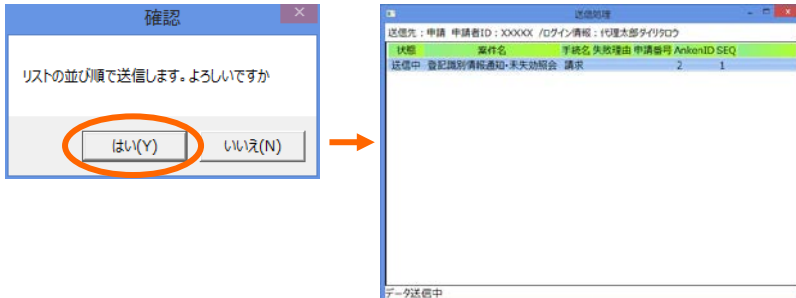 確認
リストの並び順で送信します。よろしいですか
はい(Y)
いいえ(N)
送信処理
送信先：申請 申請者ID：XXXXX /ログイン情報：代理太郎ダイリタロウ
状態 案件名 手続名 失敗理由 申請番号 AnkenID SEQ
送信中 登記識別情報通知・未失効照会 請求 2 1
データ送信中